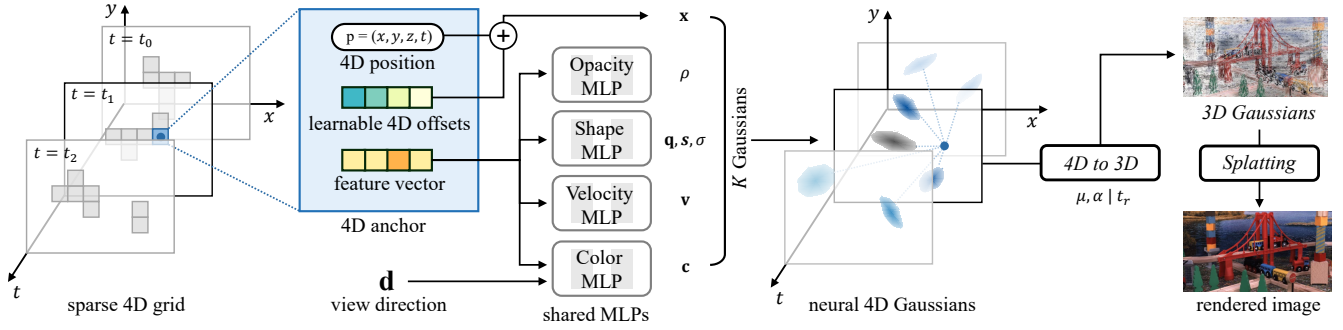 y
t = t₀
t = t₁
t = t₂
x
t
sparse 4D grid
p = (x, y, z, t)
4D position
learnable 4D offsets
feature vector
4D anchor
+
d
view direction
Opacity
MLP
Shape
MLP
Velocity
MLP
Color
MLP
shared MLPs
x
ρ
q, s, σ
v
c
K Gaussians
y
x
t
neural 4D Gaussians
4D to 3D
μ, α | tᵣ
3D Gaussians
Splatting
rendered image